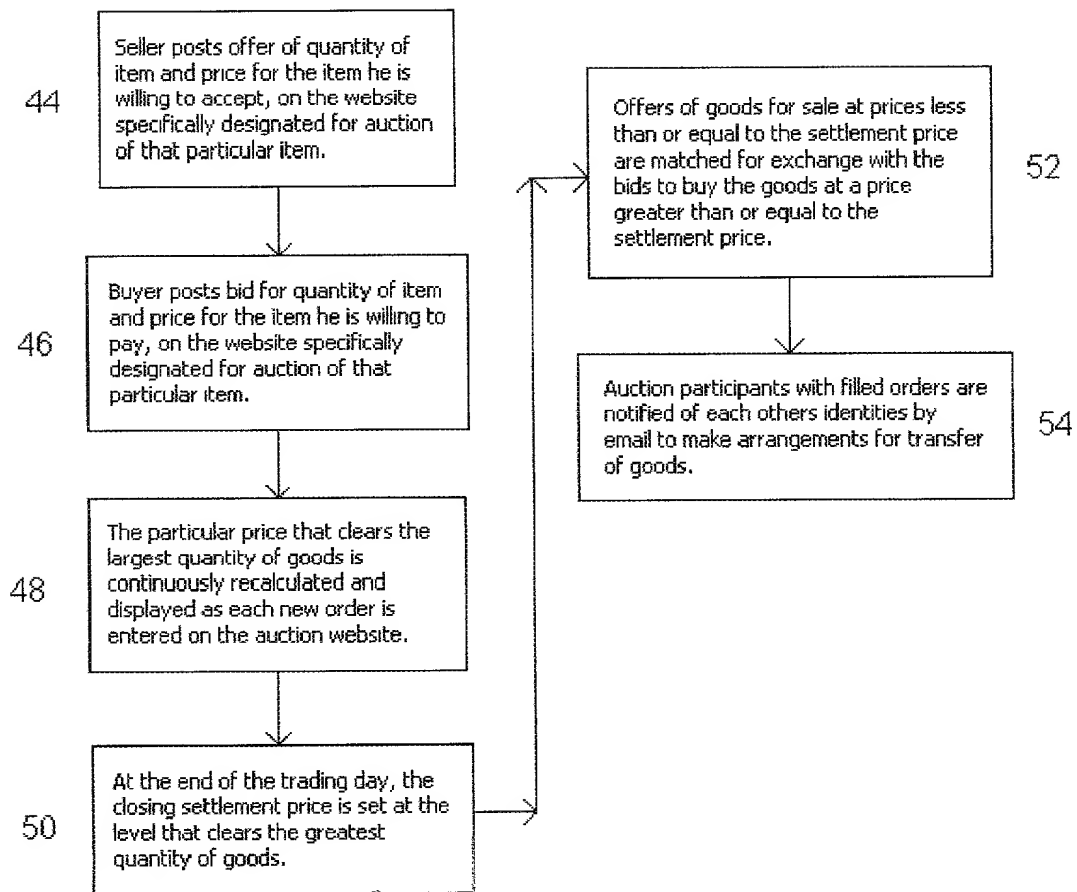 44
Seller posts offer of quantity of
item and price for the item he is
willing to accept, on the website
specifically designated for auction
of that particular item.
46
Buyer posts bid for quantity of item
and price for the item he is willing to
pay, on the website specifically
designated for auction of that
particular item.
48
The particular price that clears the
largest quantity of goods is
continuously recalculated and
displayed as each new order is
entered on the auction website.
50
At the end of the trading day, the
closing settlement price is set at the
level that clears the greatest
quantity of goods.
52
Offers of goods for sale at prices less
than or equal to the settlement price
are matched for exchange with the
bids to buy the goods at a price
greater than or equal to the
settlement price.
54
Auction participants with filled orders are
notified of each others identities by
email to make arrangements for transfer
of goods.